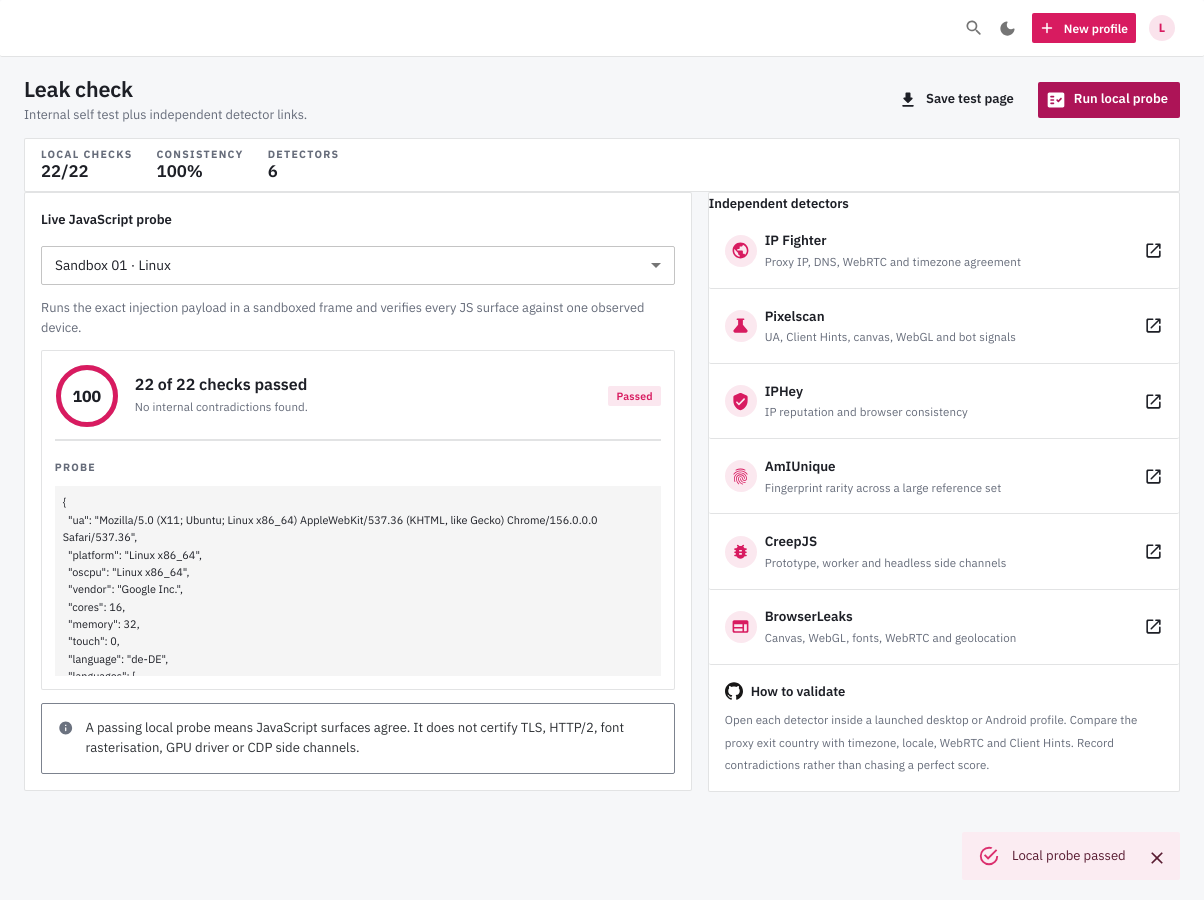 New profile
L
Leak check
Internal self test plus independent detector links.
Save test page
Run local probe
LOCAL CHECKS
22/22
CONSISTENCY
100%
DETECTORS
6
Live JavaScript probe
Sandbox 01 · Linux
Runs the exact injection payload in a sandboxed frame and verifies every JS surface against one observed
device.
100
22 of 22 checks passed
No internal contradictions found.
Passed
PROBE
{
"ua": "Mozilla/5.0 (X11; Ubuntu; Linux x86_64) AppleWebKit/537.36 (KHTML, like Gecko) Chrome/156.0.0.0
Safari/537.36",
"platform": "Linux x86_64",
"oscpu": "Linux x86_64",
"vendor": "Google Inc.",
"cores": 16,
"memory": 32,
"touch": 0,
"language": "de-DE",
"languages": [
A passing local probe means JavaScript surfaces agree. It does not certify TLS, HTTP/2, font
rasterisation, GPU driver or CDP side channels.
Independent detectors
IP Fighter
Proxy IP, DNS, WebRTC and timezone agreement
Pixelscan
UA, Client Hints, canvas, WebGL and bot signals
IPHey
IP reputation and browser consistency
AmIUnique
Fingerprint rarity across a large reference set
CreepJS
Prototype, worker and headless side channels
BrowserLeaks
Canvas, WebGL, fonts, WebRTC and geolocation
How to validate
Open each detector inside a launched desktop or Android profile. Compare the
proxy exit country with timezone, locale, WebRTC and Client Hints. Record
contradictions rather than chasing a perfect score.
Local probe passed